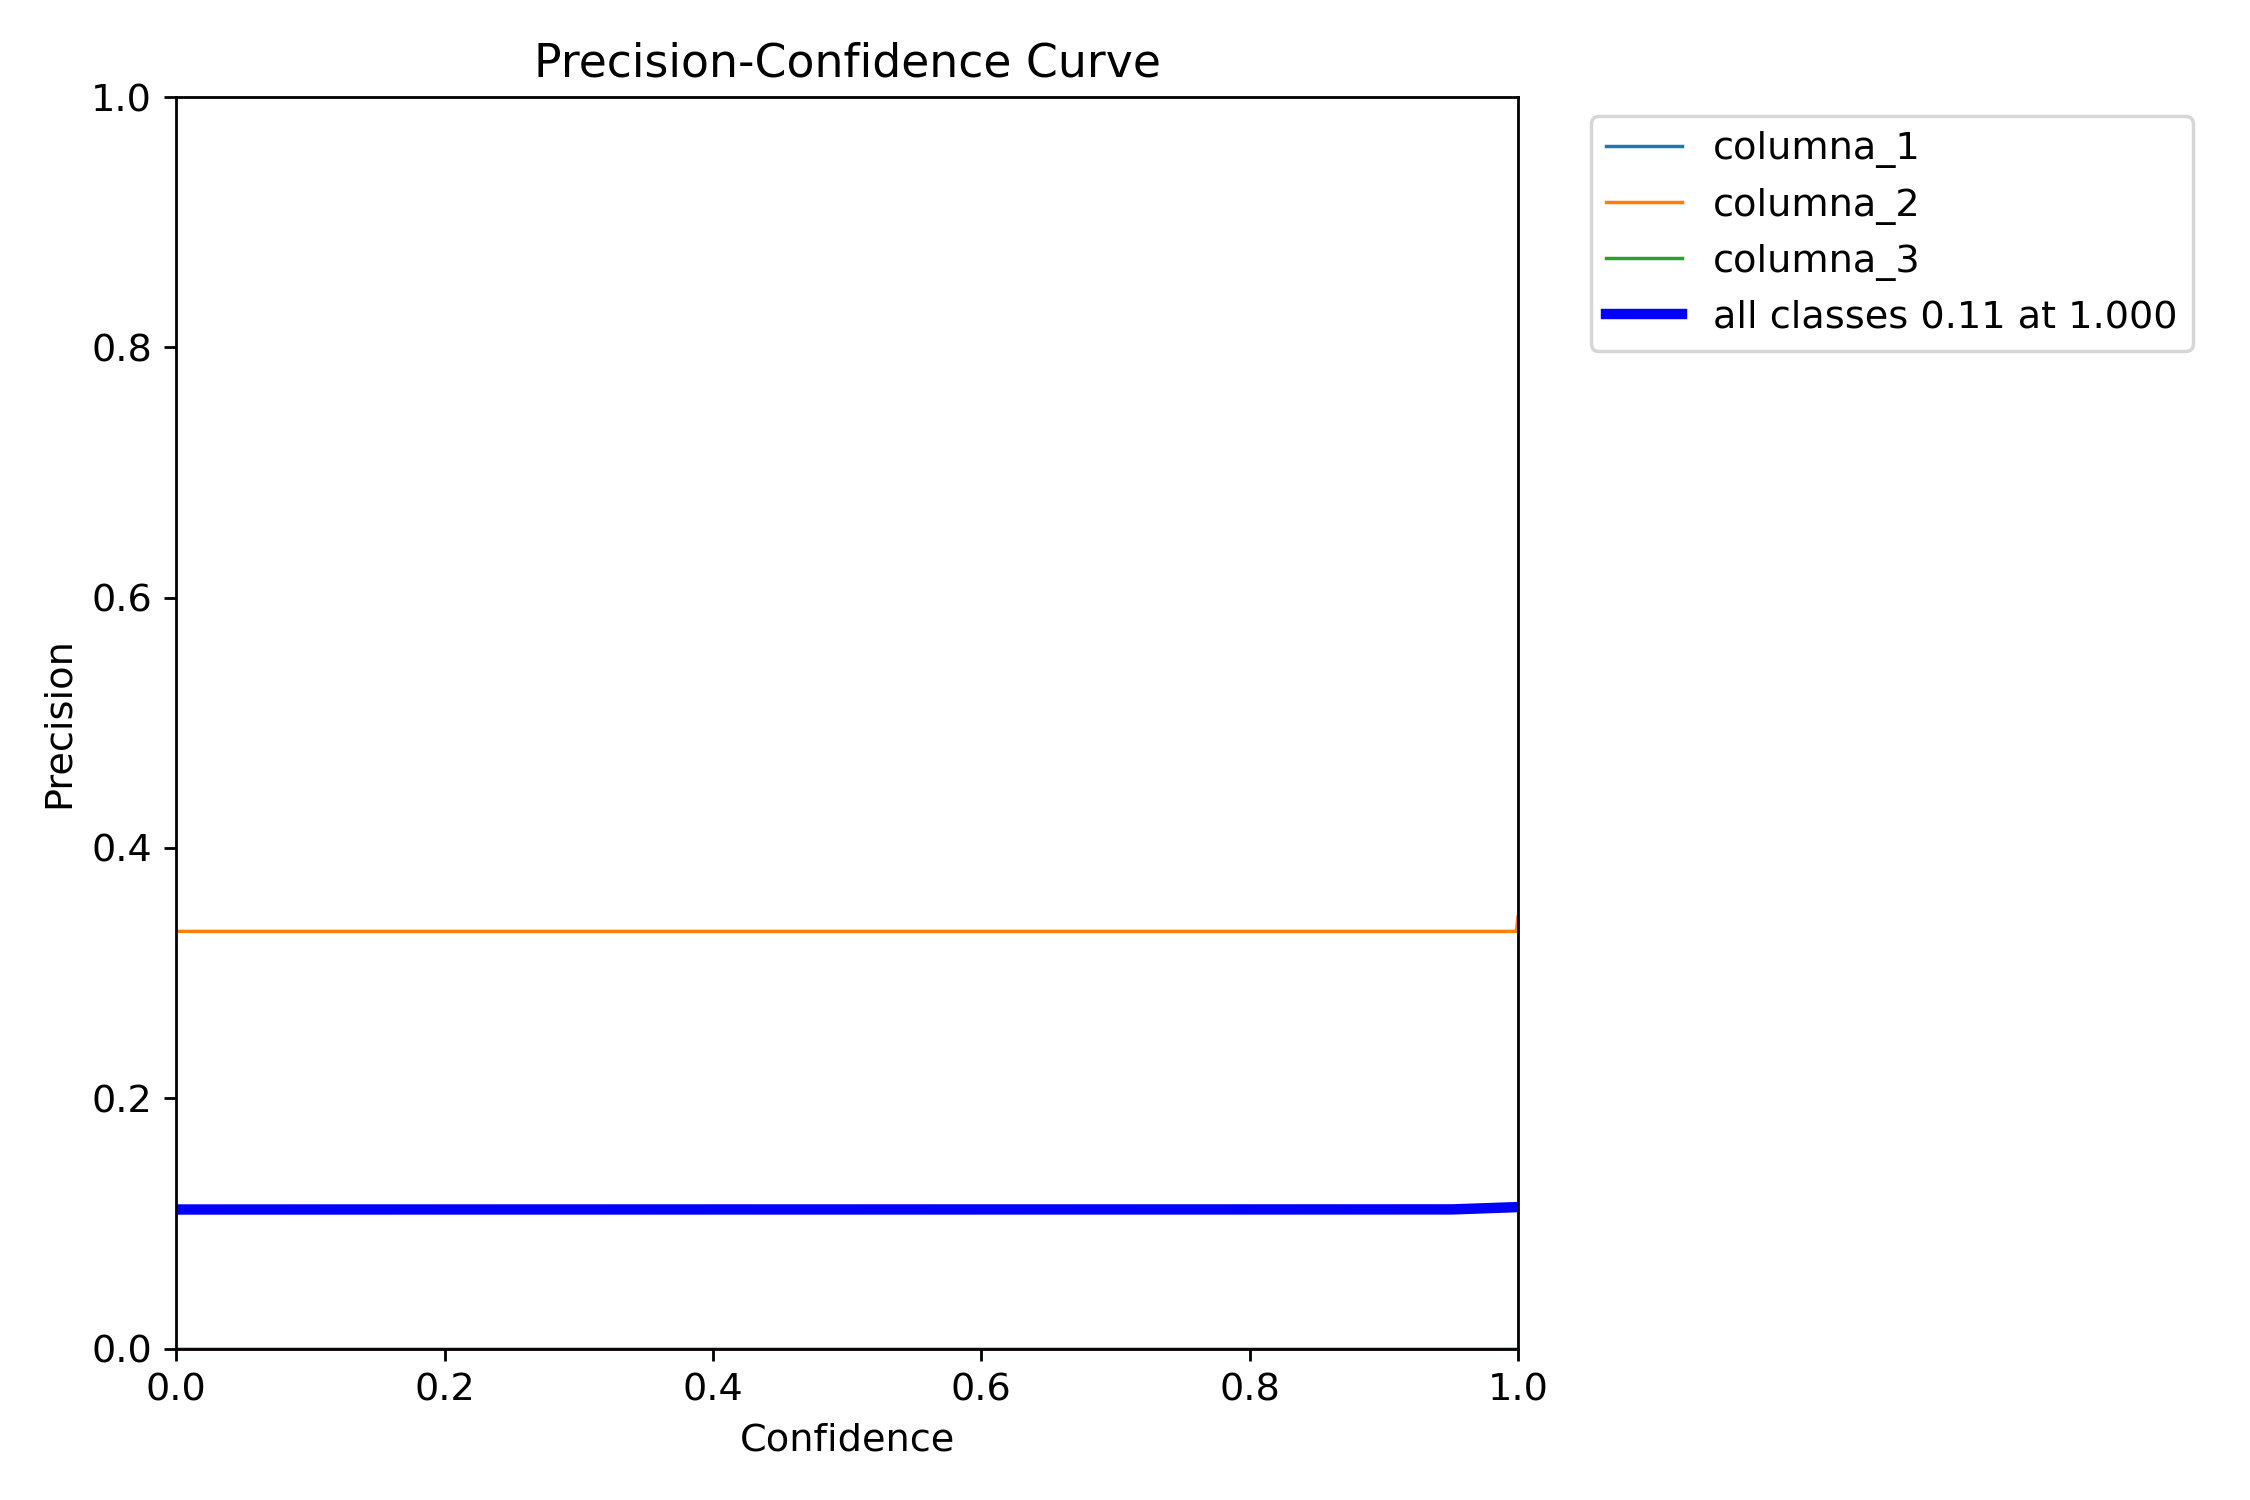 Precision-Confidence Curve
1.0
0.8
0.6
0.4
0.2
0.0
Precision
0.0 0.2 0.4 0.6 0.8 1.0
Confidence
columna_1
columna_2
columna_3
all classes 0.11 at 1.000